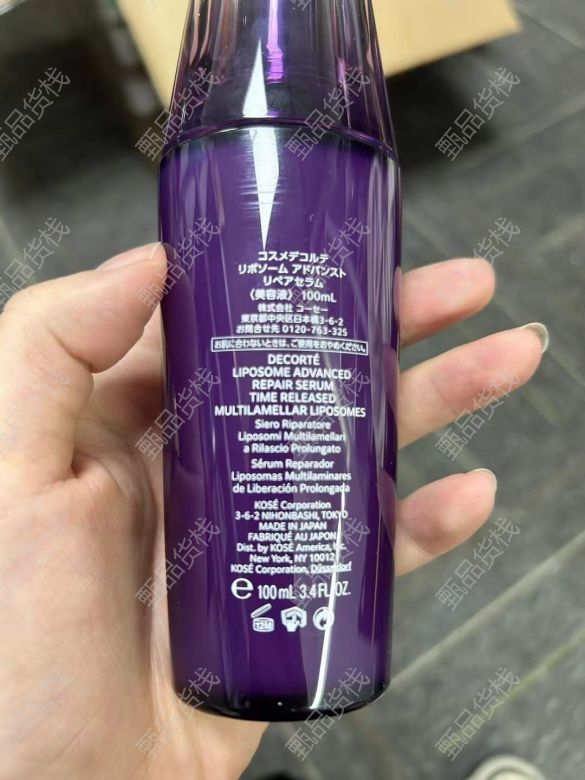 コスメデコルテ
リポソーム アドバンスト
リペアセラム
〈美容液〉 100mL
株式会社 コーセー
東京都中央区日本橋3-6-2
お問合せ先 0120-763-325
お肌に合わないときは、ご使用をおやめください。
DECORTÉ
LIPOSOME ADVANCED
REPAIR SERUM
TIME RELEASED
MULTILAMELLAR LIPOSOMES
Siero Riparatore
Liposomi Multilamellari
a Rilascio Prolungato
Sérum Reparador
Liposomas Multilaminares
de Liberación Prolongada
KOSÉ Corporation
3-6-2 NIHONBASHI, TOKYO
MADE IN JAPAN
FABRIQUÉ AU JAPON
Dist. by KOSÉ America, Inc.
New York, NY 10012
KOSÉ Corporation, Düsseldorf
e 100 mL 3.4 FL.OZ.
12M
甄品货栈